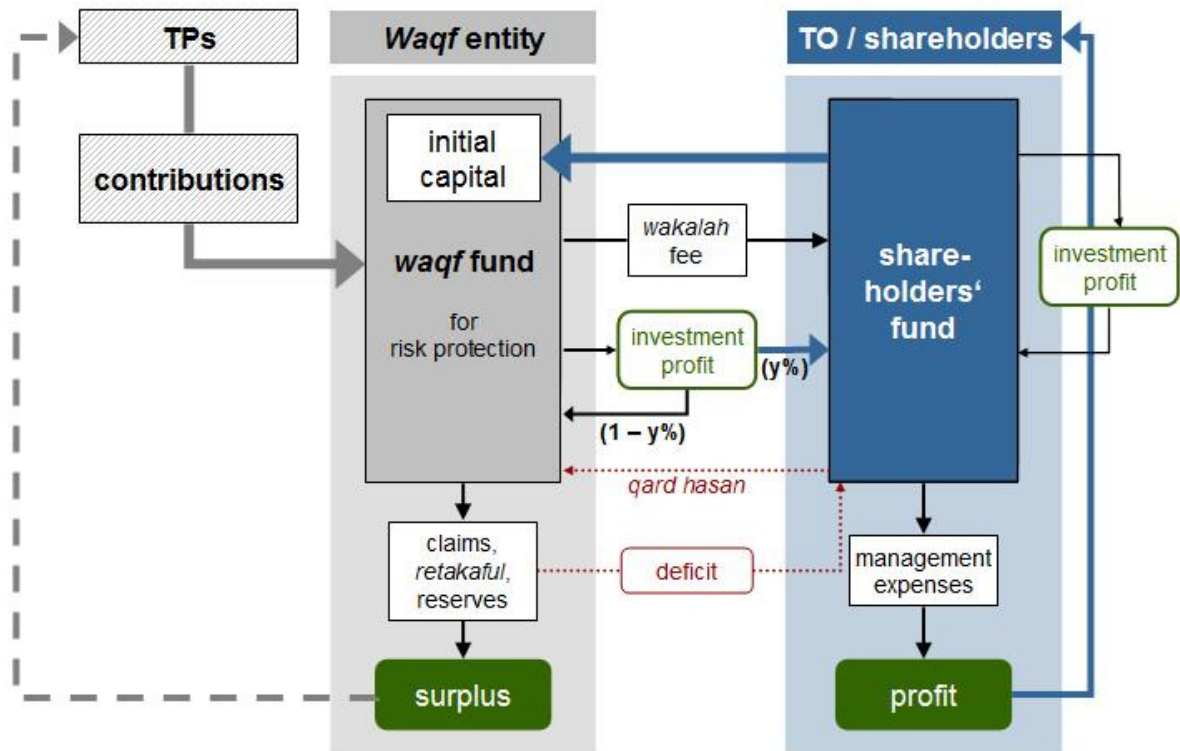 TPs
Waqf entity
TO / shareholders
contributions
initial
capital
waqf fund
for
risk protection
wakalah
fee
share-
holders‘
fund
investment
profit
investment
profit
(y%)
(1 – y%)
qard hasan
claims,
retakaful,
reserves
deficit
management
expenses
surplus
profit